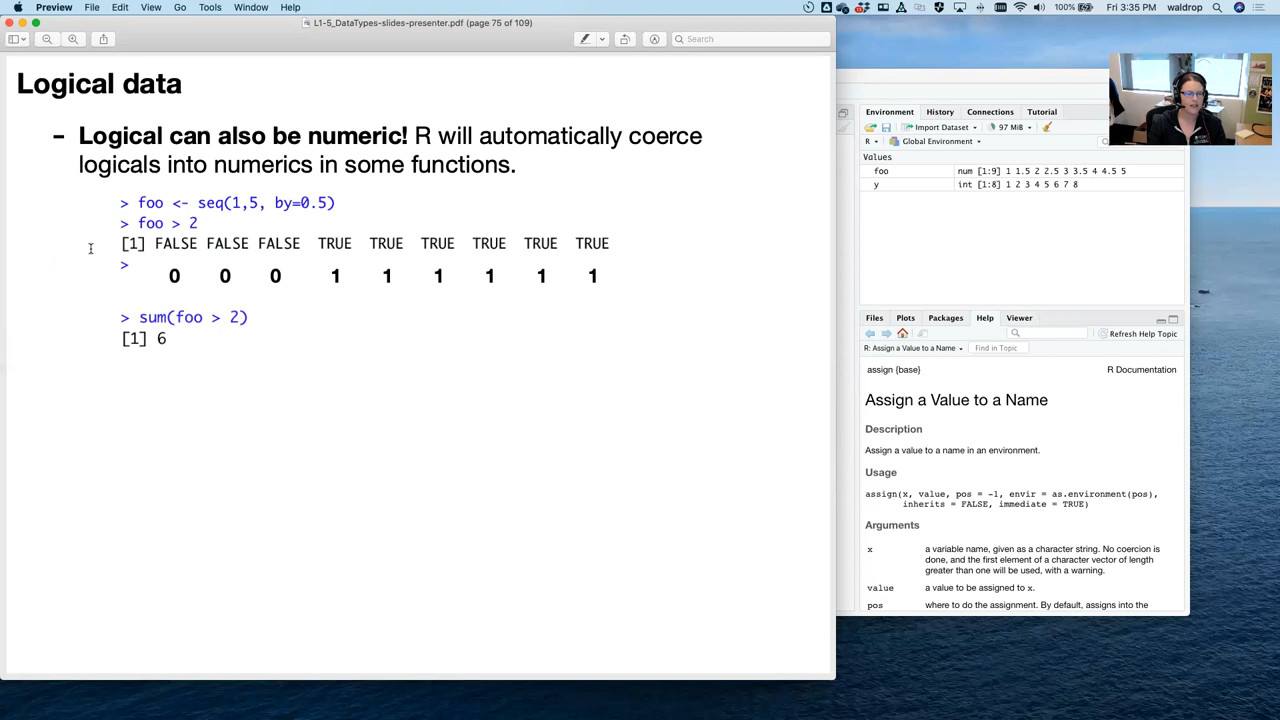 Preview File Edit View Go Tools Window Help
100% Fri 3:35 PM waldrop
L1-5_DataTypes-slides-presenter.pdf (page 75 of 109)
Search
Logical data
- Logical can also be numeric! R will automatically coerce
logicals into numerics in some functions.
> foo <- seq(1,5, by=0.5)
> foo > 2
[1] FALSE FALSE FALSE TRUE TRUE TRUE TRUE TRUE TRUE
>
0 0 0 1 1 1 1 1 1
> sum(foo > 2)
[1] 6
Environment History Connections Tutorial
Import Dataset 97 MiB
R Global Environment
Values
foo num [1:9] 1 1.5 2 2.5 3 3.5 4 4.5 5
y int [1:8] 1 2 3 4 5 6 7 8
Files Plots Packages Help Viewer
Refresh Help Topic
R: Assign a Value to a Name Find in Topic
assign {base} R Documentation
Assign a Value to a Name
Description
Assign a value to a name in an environment.
Usage
assign(x, value, pos = -1, envir = as.environment(pos),
inherits = FALSE, immediate = TRUE)
Arguments
x a variable name, given as a character string. No coercion is
done, and the first element of a character vector of length
greater than one will be used, with a warning.
value a value to be assigned to x.
pos where to do the assignment. By default, assigns into the